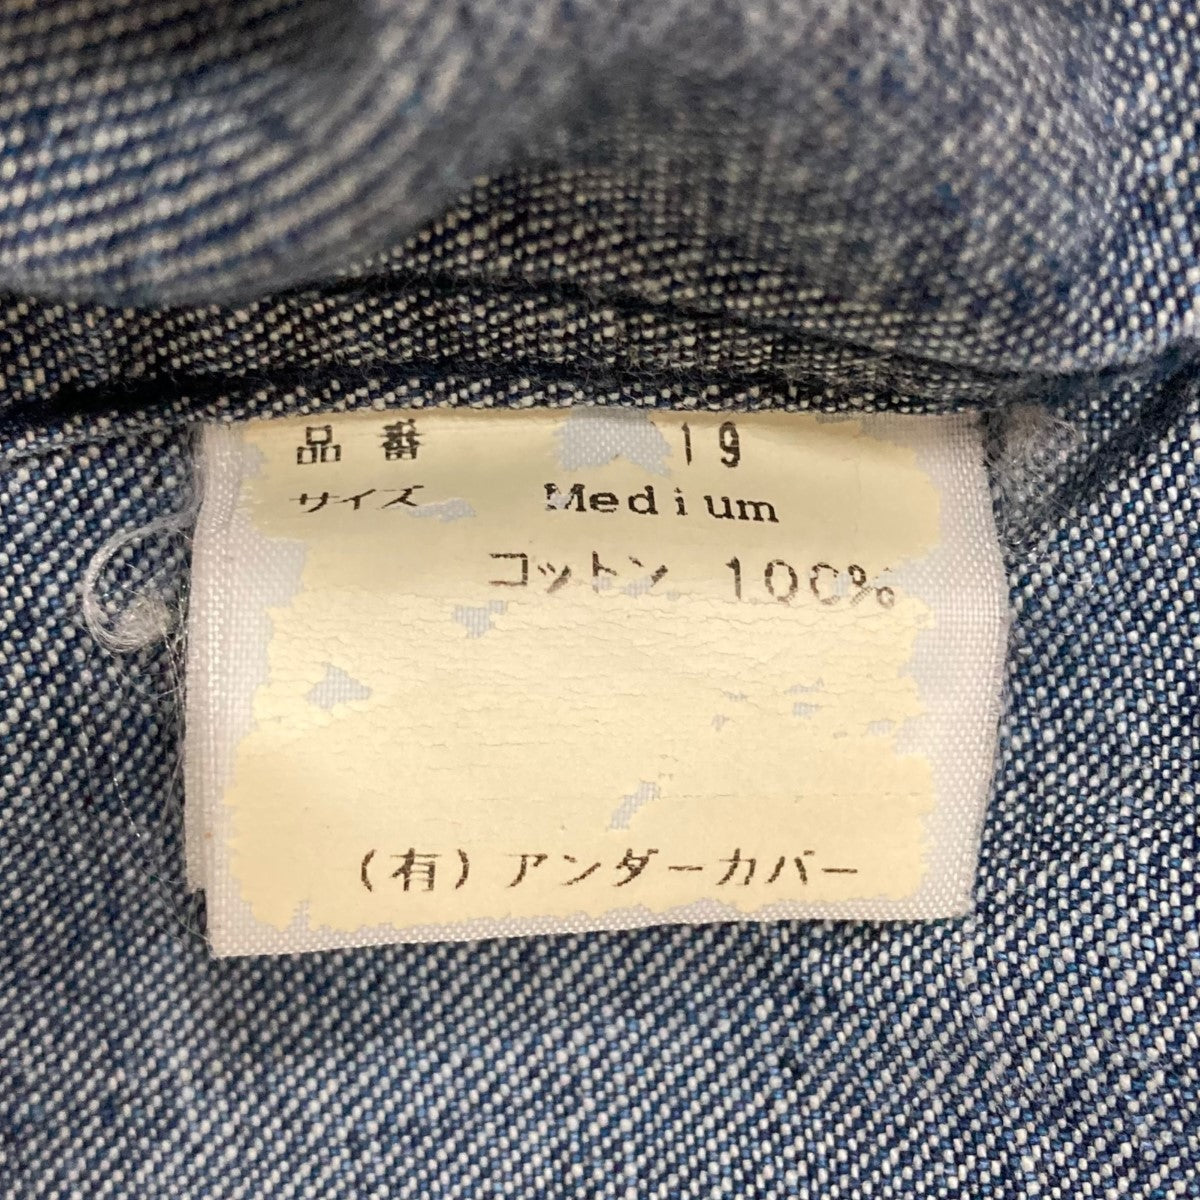 品番 19
サイズ Medium
コットン 100%
(有)アンダーカバー